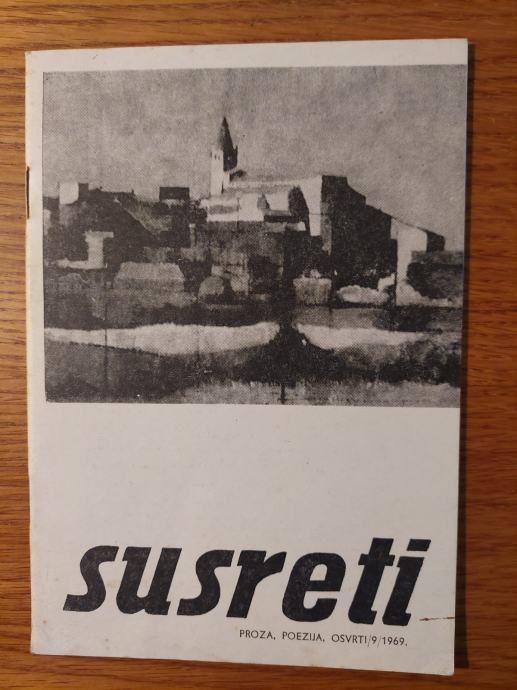 susreti
PROZA, POEZIJA, OSVRTI/9/1969.